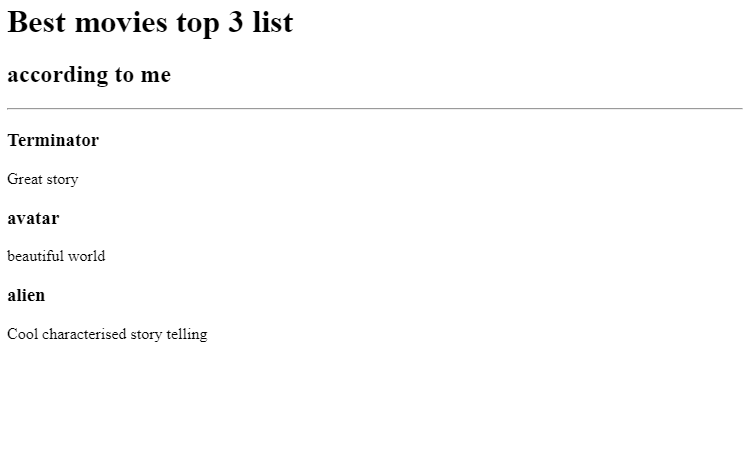 Best movies top 3 list
according to me
Terminator
Great story
avatar
beautiful world
alien
Cool characterised story telling